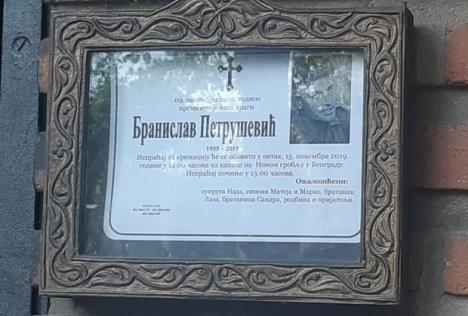 09. новембра 2019. године
преминуо је наш драги
Бранислав Петрушевић
1955 – 2019
Испраћај за кремацију ће се обавити у петак, 15. новембра 2019.
године у 14.00 часова из капеле на Новом гробљу у Београду.
Испраћај почиње у 13.00 часова.
Ожалошћени:
супруга Нада, синови Матеја и Марко, братанац
Лаза, братаница Сандра, родбина и пријатељи.